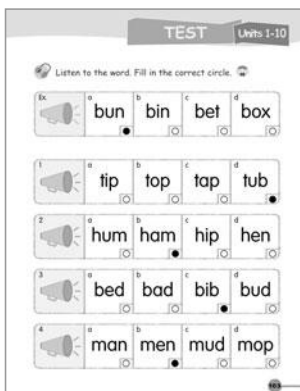 TEST Units 1-10
Listen to the word. Fill in the correct circle.
Ex. a b c d
bun bin bet box
1 a b c d
tip top tap tub
2 a b c d
hum ham hip hen
3 a b c d
bed bad bib bud
4 a b c d
man men mud mop